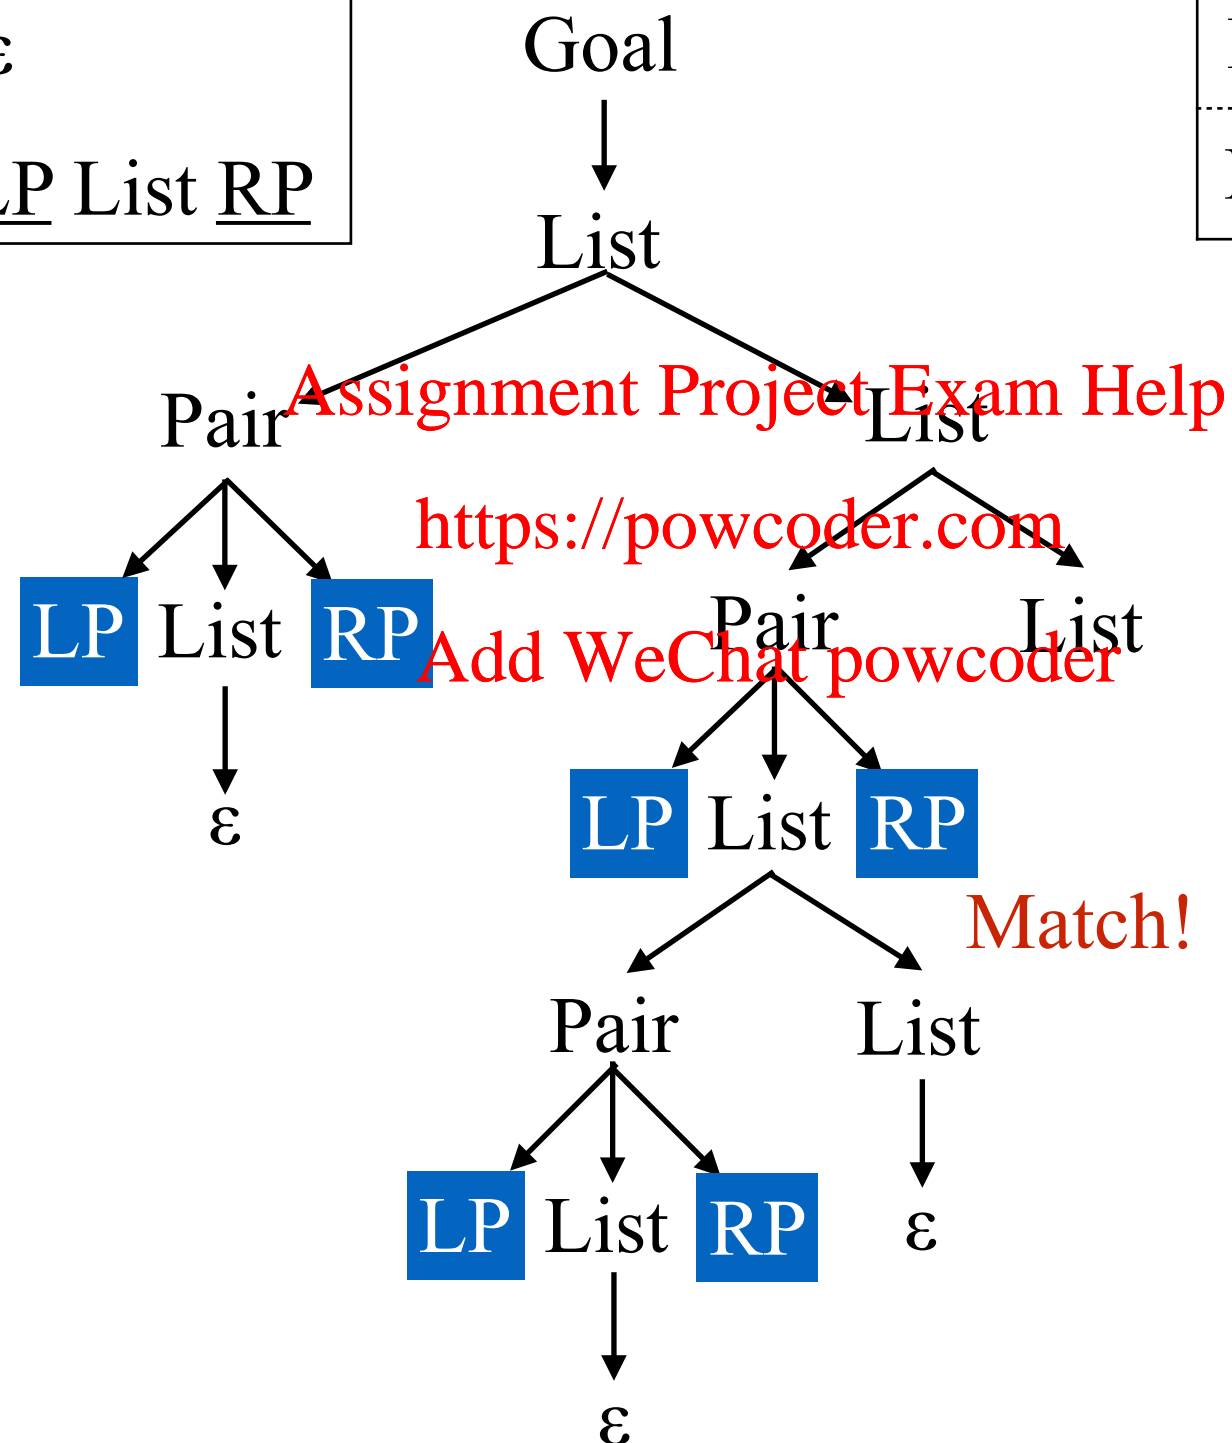 Goal
ε
LP List RP
List
Assignment Project Exam Help
Pair List
https://powcoder.com
Pair List
LP List RP
Add WeChat powcoder
LP List RP
ε
Match!
Pair List
LP List RP
ε
ε